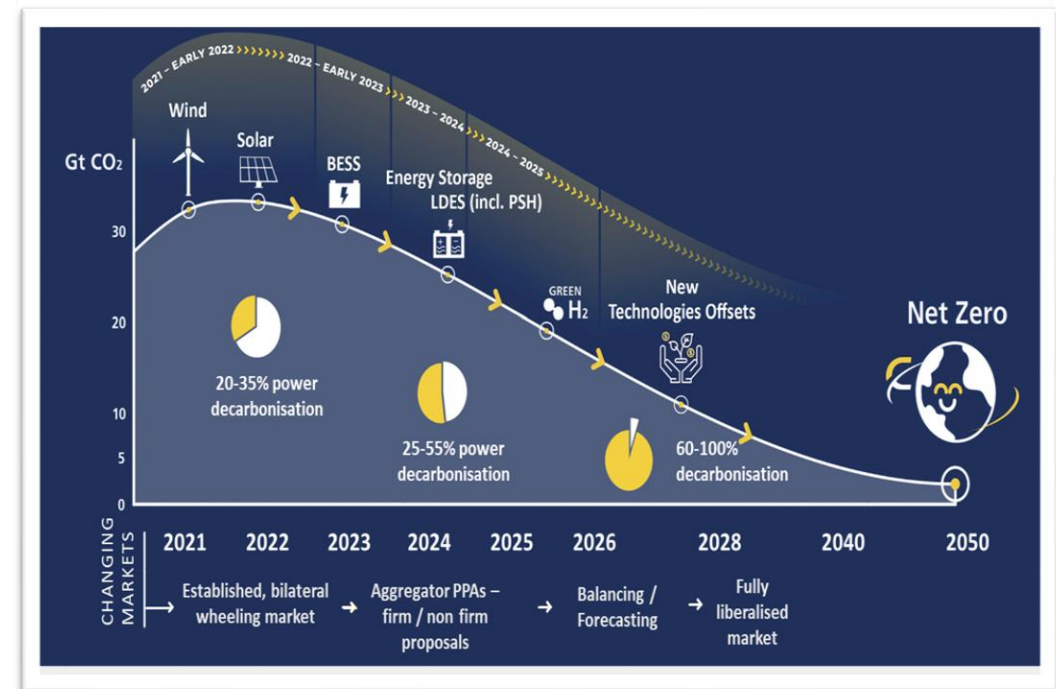 2021 – EARLY 2022 >>>>>>> 2022 – EARLY 2023 >>> 2023 – 2024 >>>> 2024 – 2025 >>>>>>>>>>>>>>>>>>>>>>>>>>>>>>>>
Wind
Solar
Gt CO₂
BESS
Energy Storage
LDES (incl. PSH)
30
GREEN
H₂
New
Technologies Offsets
Net Zero
20
20-35% power
decarbonisation
10
25-55% power
decarbonisation
60-100%
decarbonisation
5
0
CHANGING
MARKETS
2021 2022 2023 2024 2025 2026 2028 2040 2050
Established, bilateral
wheeling market
Aggregator PPAs –
firm / non firm
proposals
Balancing /
Forecasting
Fully
liberalised
market